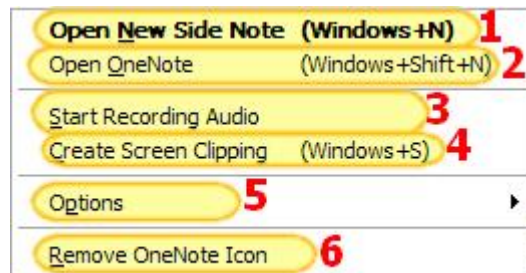 Open New Side Note (Windows+N) 1
Open OneNote (Windows+Shift+N) 2
Start Recording Audio 3
Create Screen Clipping (Windows+S) 4
Options 5
Remove OneNote Icon 6